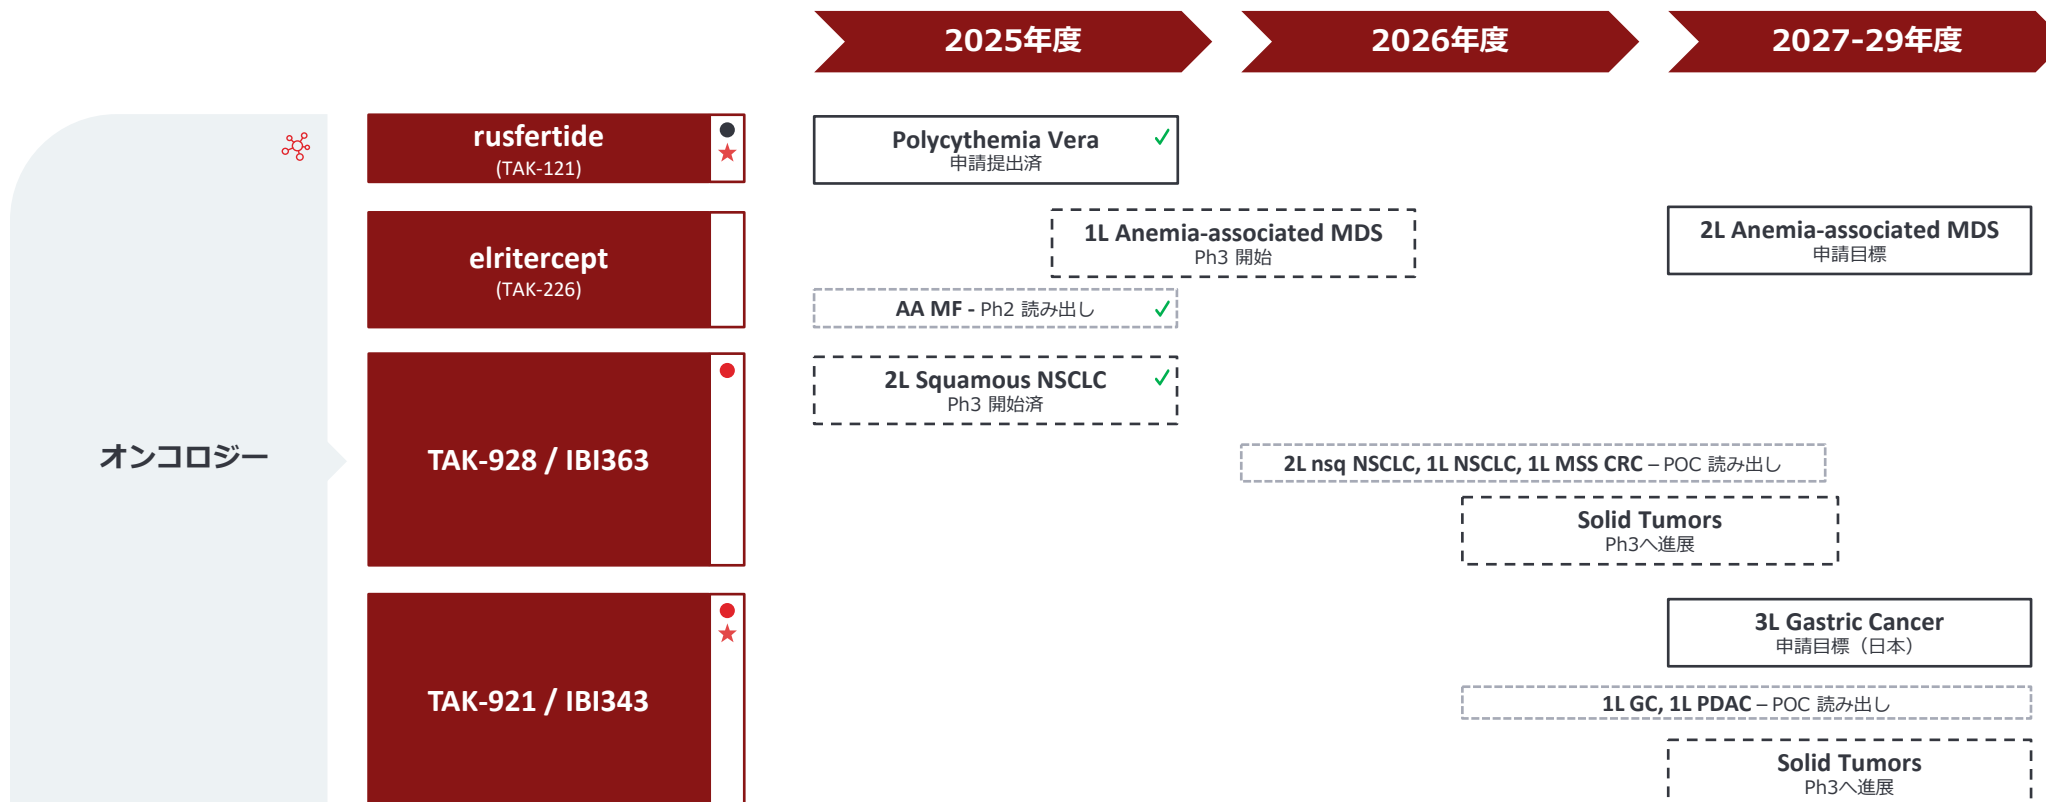 2025年度
2026年度
2027-29年度
オンコロジー
rusfertide
(TAK-121)
Polycythemia Vera
申請提出済
elritercept
(TAK-226)
1L Anemia-associated MDS
Ph3 開始
2L Anemia-associated MDS
申請目標
AA MF - Ph2 読み出し
TAK-928 / IBI363
2L Squamous NSCLC
Ph3 開始済
2L nsq NSCLC, 1L NSCLC, 1L MSS CRC – POC 読み出し
Solid Tumors
Ph3へ進展
TAK-921 / IBI343
3L Gastric Cancer
申請目標（日本）
1L GC, 1L PDAC – POC 読み出し
Solid Tumors
Ph3へ進展